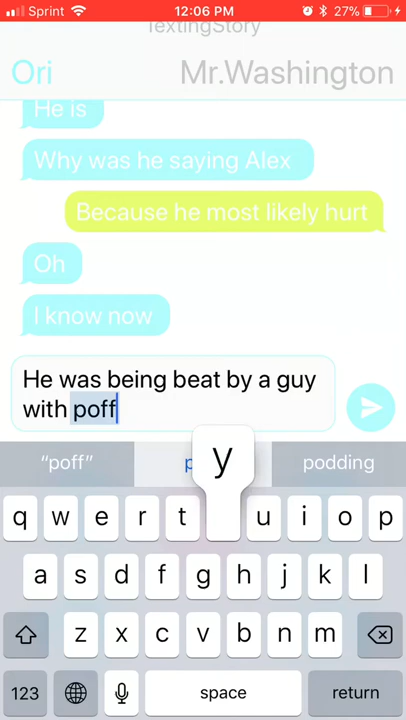 Sprint 12:06 PM 27%
TextingStory
Ori Mr.Washington
He is
Why was he saying Alex
Because he most likely hurt
Oh
I know now
He was being beat by a guy
with poff
“poff” p podding
y
q w e r t u i o p
a s d f g h j k l
z x c v b n m
123 space return